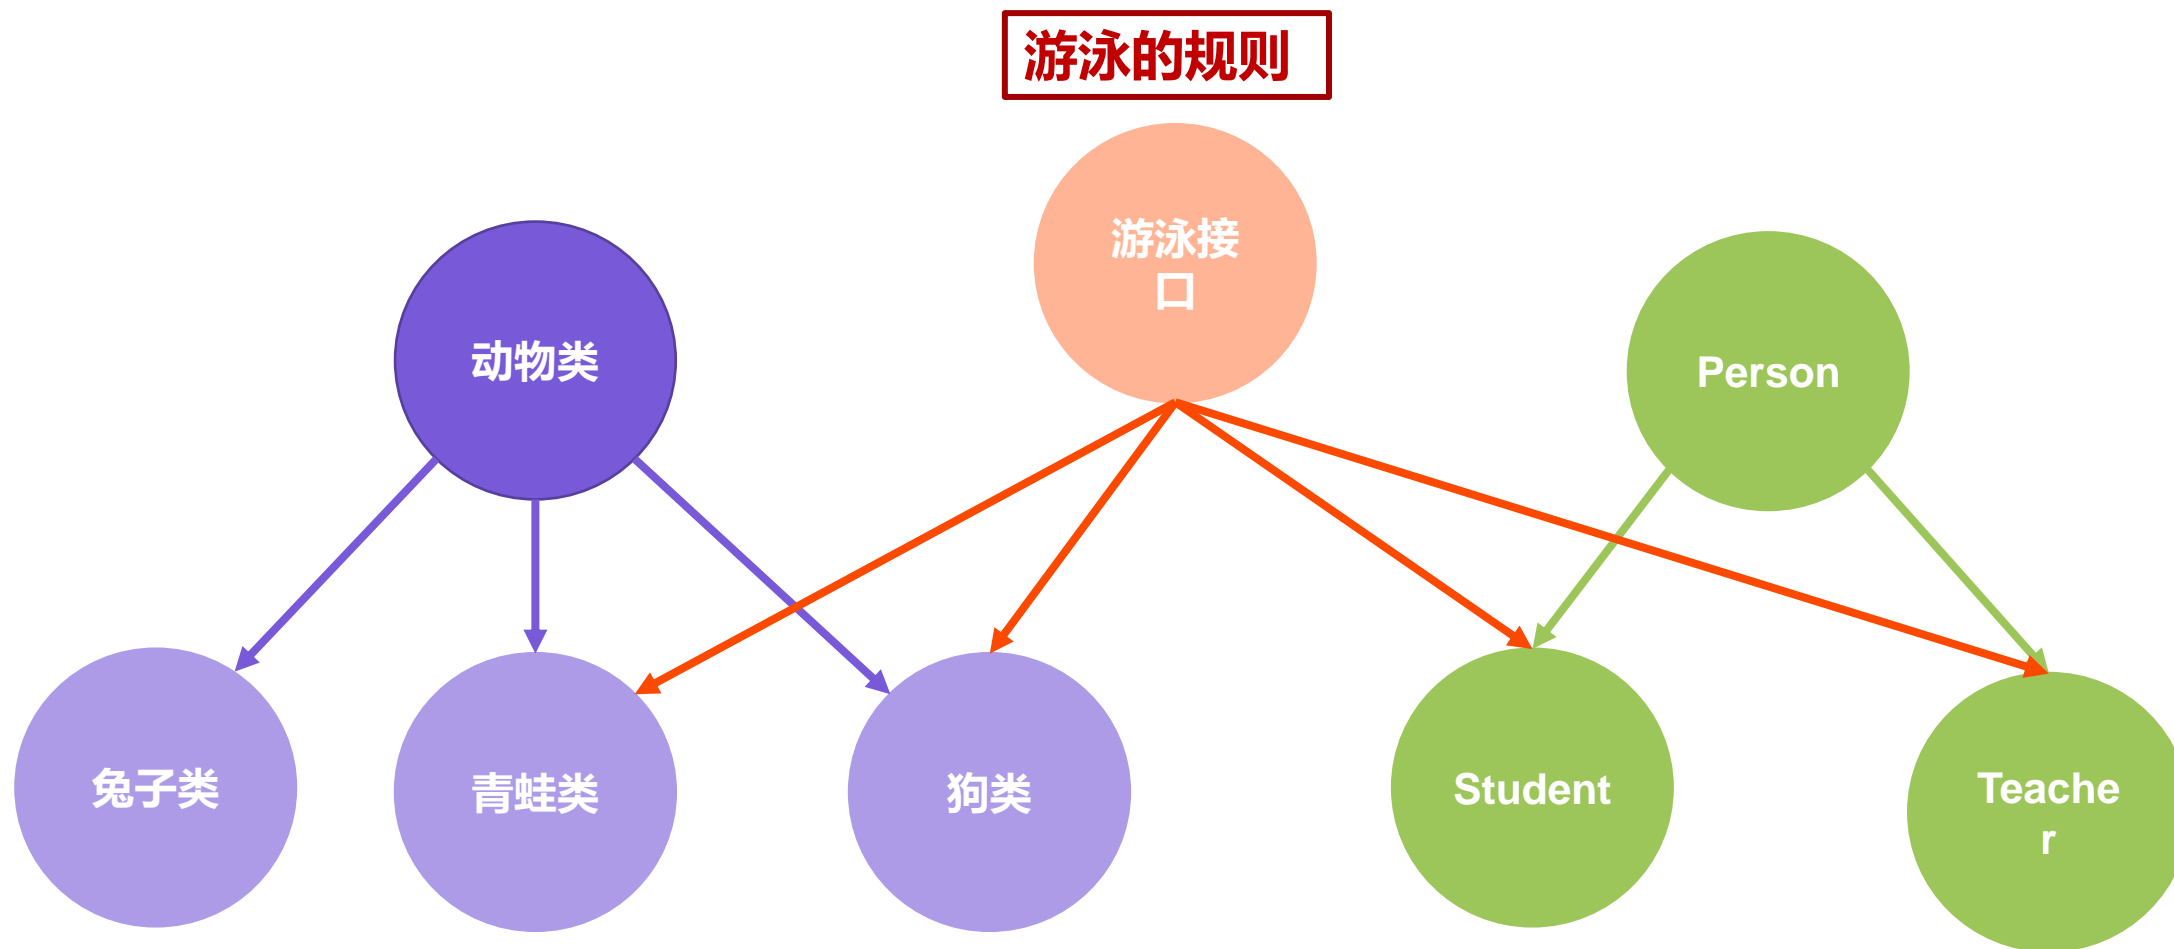 游泳的规则
游泳接
口
动物类
Person
兔子类
青蛙类
狗类
Student
Teache
r